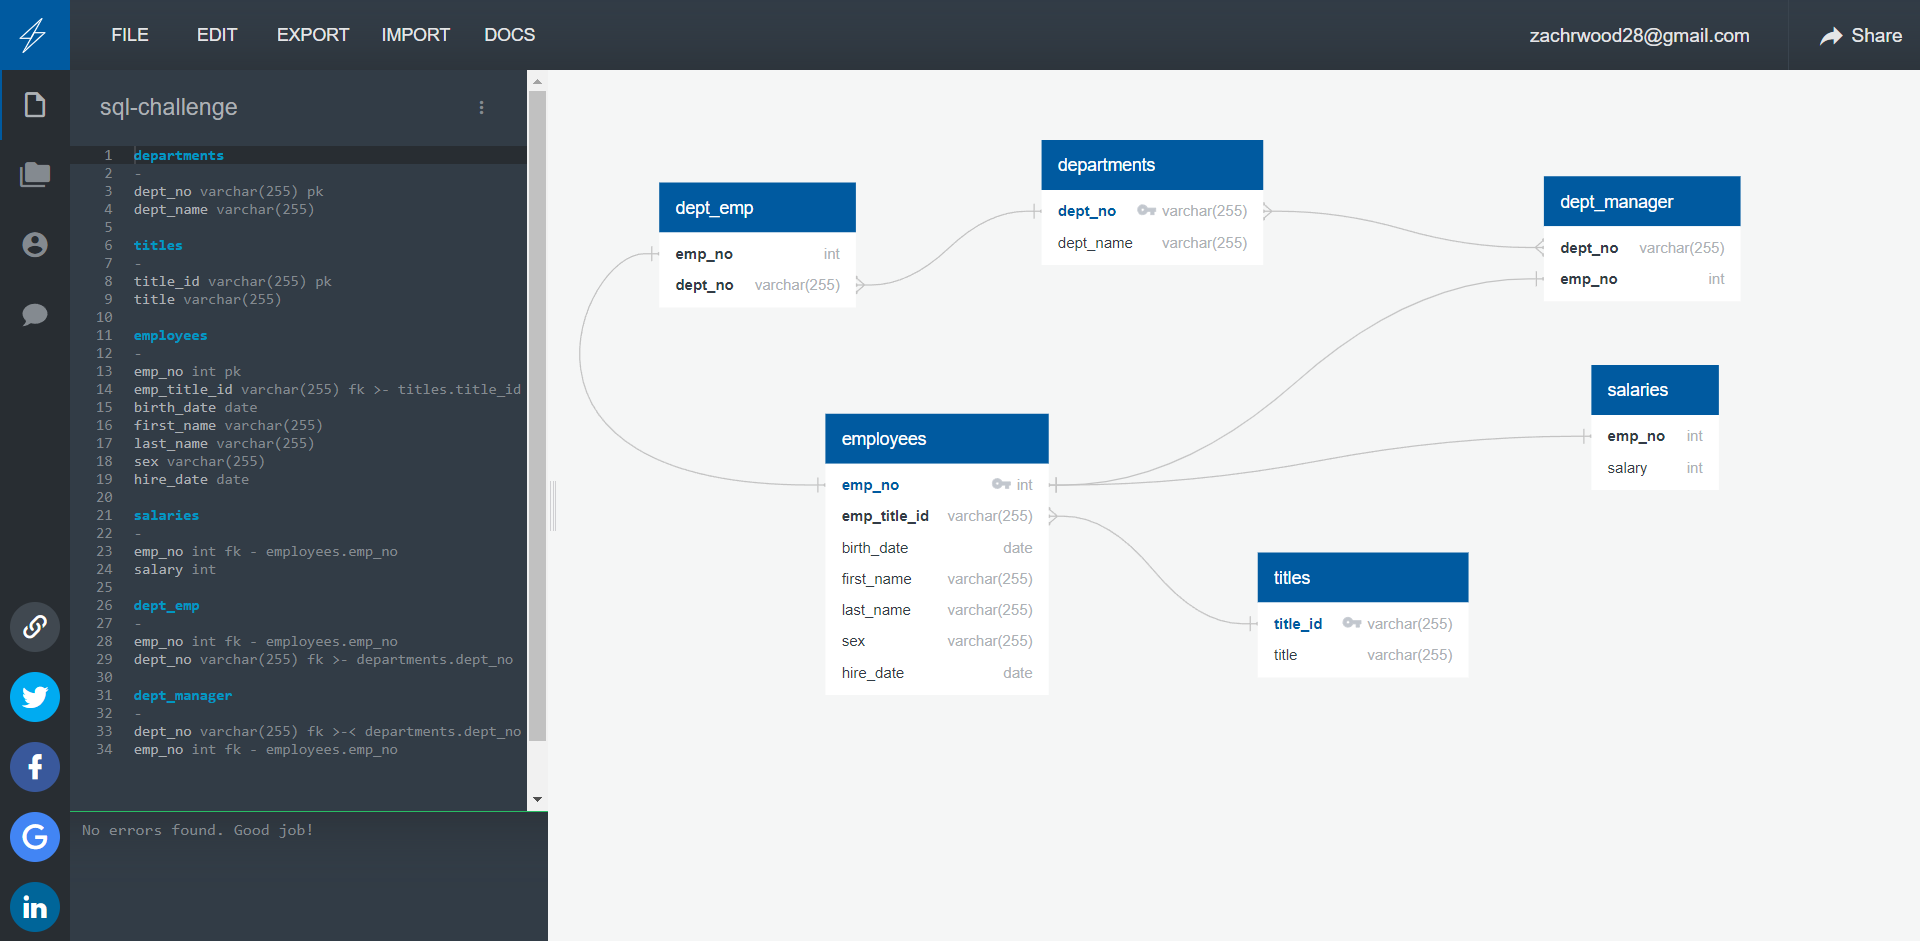 FILE EDIT EXPORT IMPORT DOCS zachrwood28@gmail.com Share
sql-challenge
1 departments
2 -
3 dept_no varchar(255) pk
4 dept_name varchar(255)
5
6 titles
7 -
8 title_id varchar(255) pk
9 title varchar(255)
10
11 employees
12 -
13 emp_no int pk
14 emp_title_id varchar(255) fk >- titles.title_id
15 birth_date date
16 first_name varchar(255)
17 last_name varchar(255)
18 sex varchar(255)
19 hire_date date
20
21 salaries
22 -
23 emp_no int fk - employees.emp_no
24 salary int
25
26 dept_emp
27 -
28 emp_no int fk - employees.emp_no
29 dept_no varchar(255) fk >- departments.dept_no
30
31 dept_manager
32 -
33 dept_no varchar(255) fk >-< departments.dept_no
34 emp_no int fk - employees.emp_no
No errors found. Good job!
dept_emp
emp_no int
dept_no varchar(255)
departments
dept_no varchar(255)
dept_name varchar(255)
dept_manager
dept_no varchar(255)
emp_no int
salaries
emp_no int
salary int
employees
emp_no int
emp_title_id varchar(255)
birth_date date
first_name varchar(255)
last_name varchar(255)
sex varchar(255)
hire_date date
titles
title_id varchar(255)
title varchar(255)